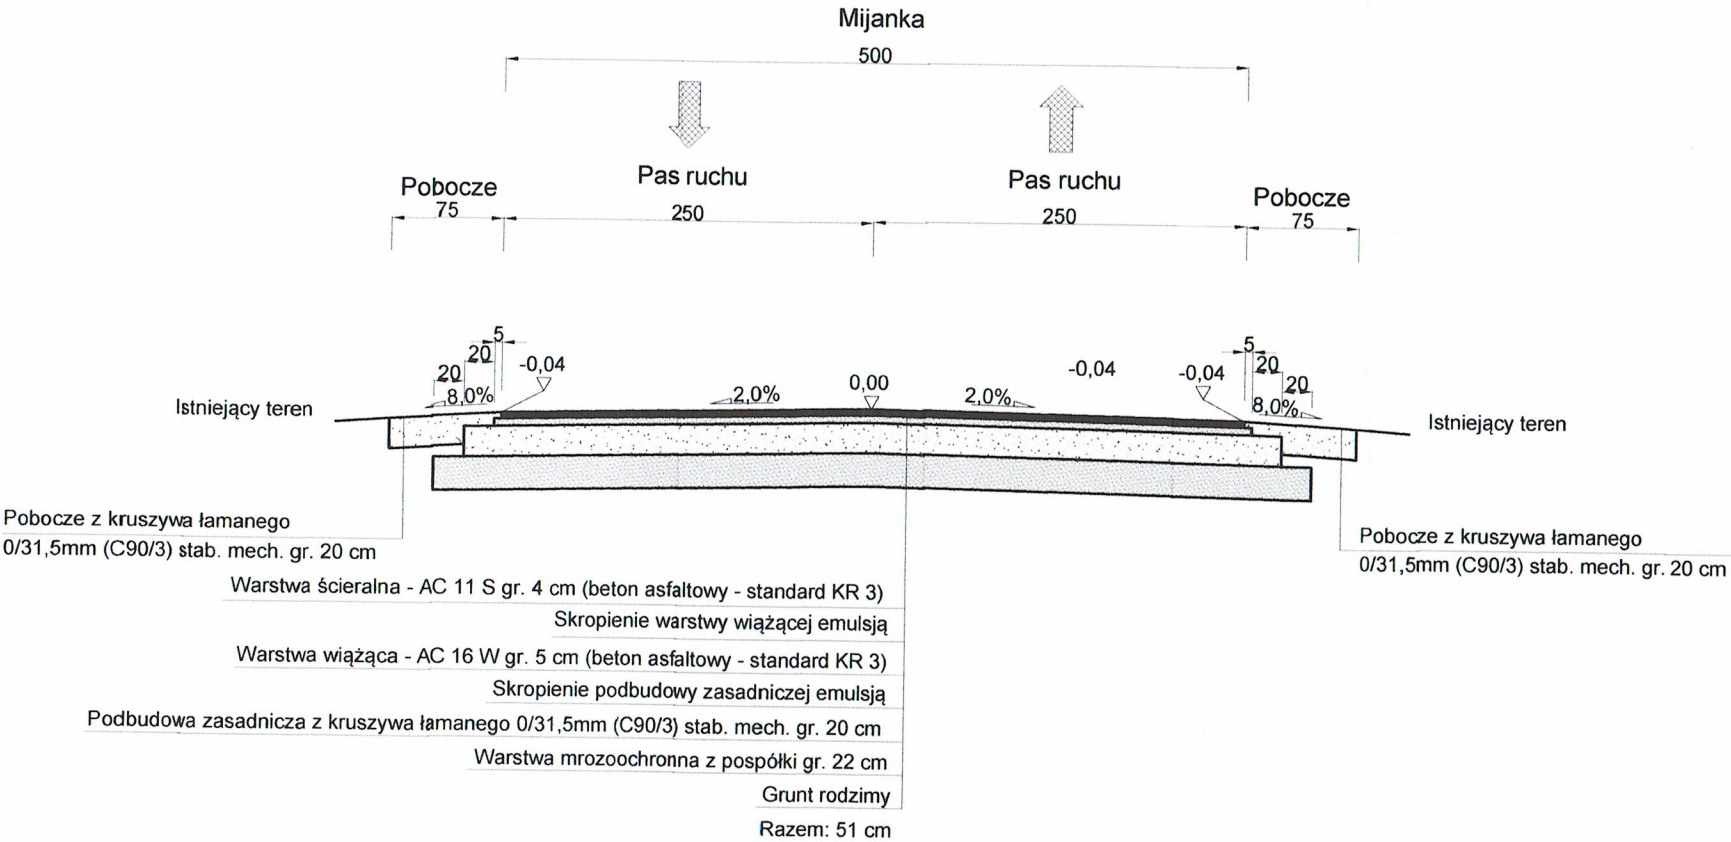 Mijanka
500
Pas ruchu
Pas ruchu
Pobocze
Pobocze
75
250
250
75
5
20
20
-0,04
8,0%
2,0%
0,00
2,0%
-0,04
-0,04
5
20
20
8,0%
Istniejący teren
Istniejący teren
Pobocze z kruszywa łamanego
0/31,5mm (C90/3) stab. mech. gr. 20 cm
Pobocze z kruszywa łamanego
0/31,5mm (C90/3) stab. mech. gr. 20 cm
Warstwa ścieralna - AC 11 S gr. 4 cm (beton asfaltowy - standard KR 3)
Skropienie warstwy wiążącej emulsją
Warstwa wiążąca - AC 16 W gr. 5 cm (beton asfaltowy - standard KR 3)
Skropienie podbudowy zasadniczej emulsją
Podbudowa zasadnicza z kruszywa łamanego 0/31,5mm (C90/3) stab. mech. gr. 20 cm
Warstwa mrozoochronna z pospółki gr. 22 cm
Grunt rodzimy
Razem: 51 cm